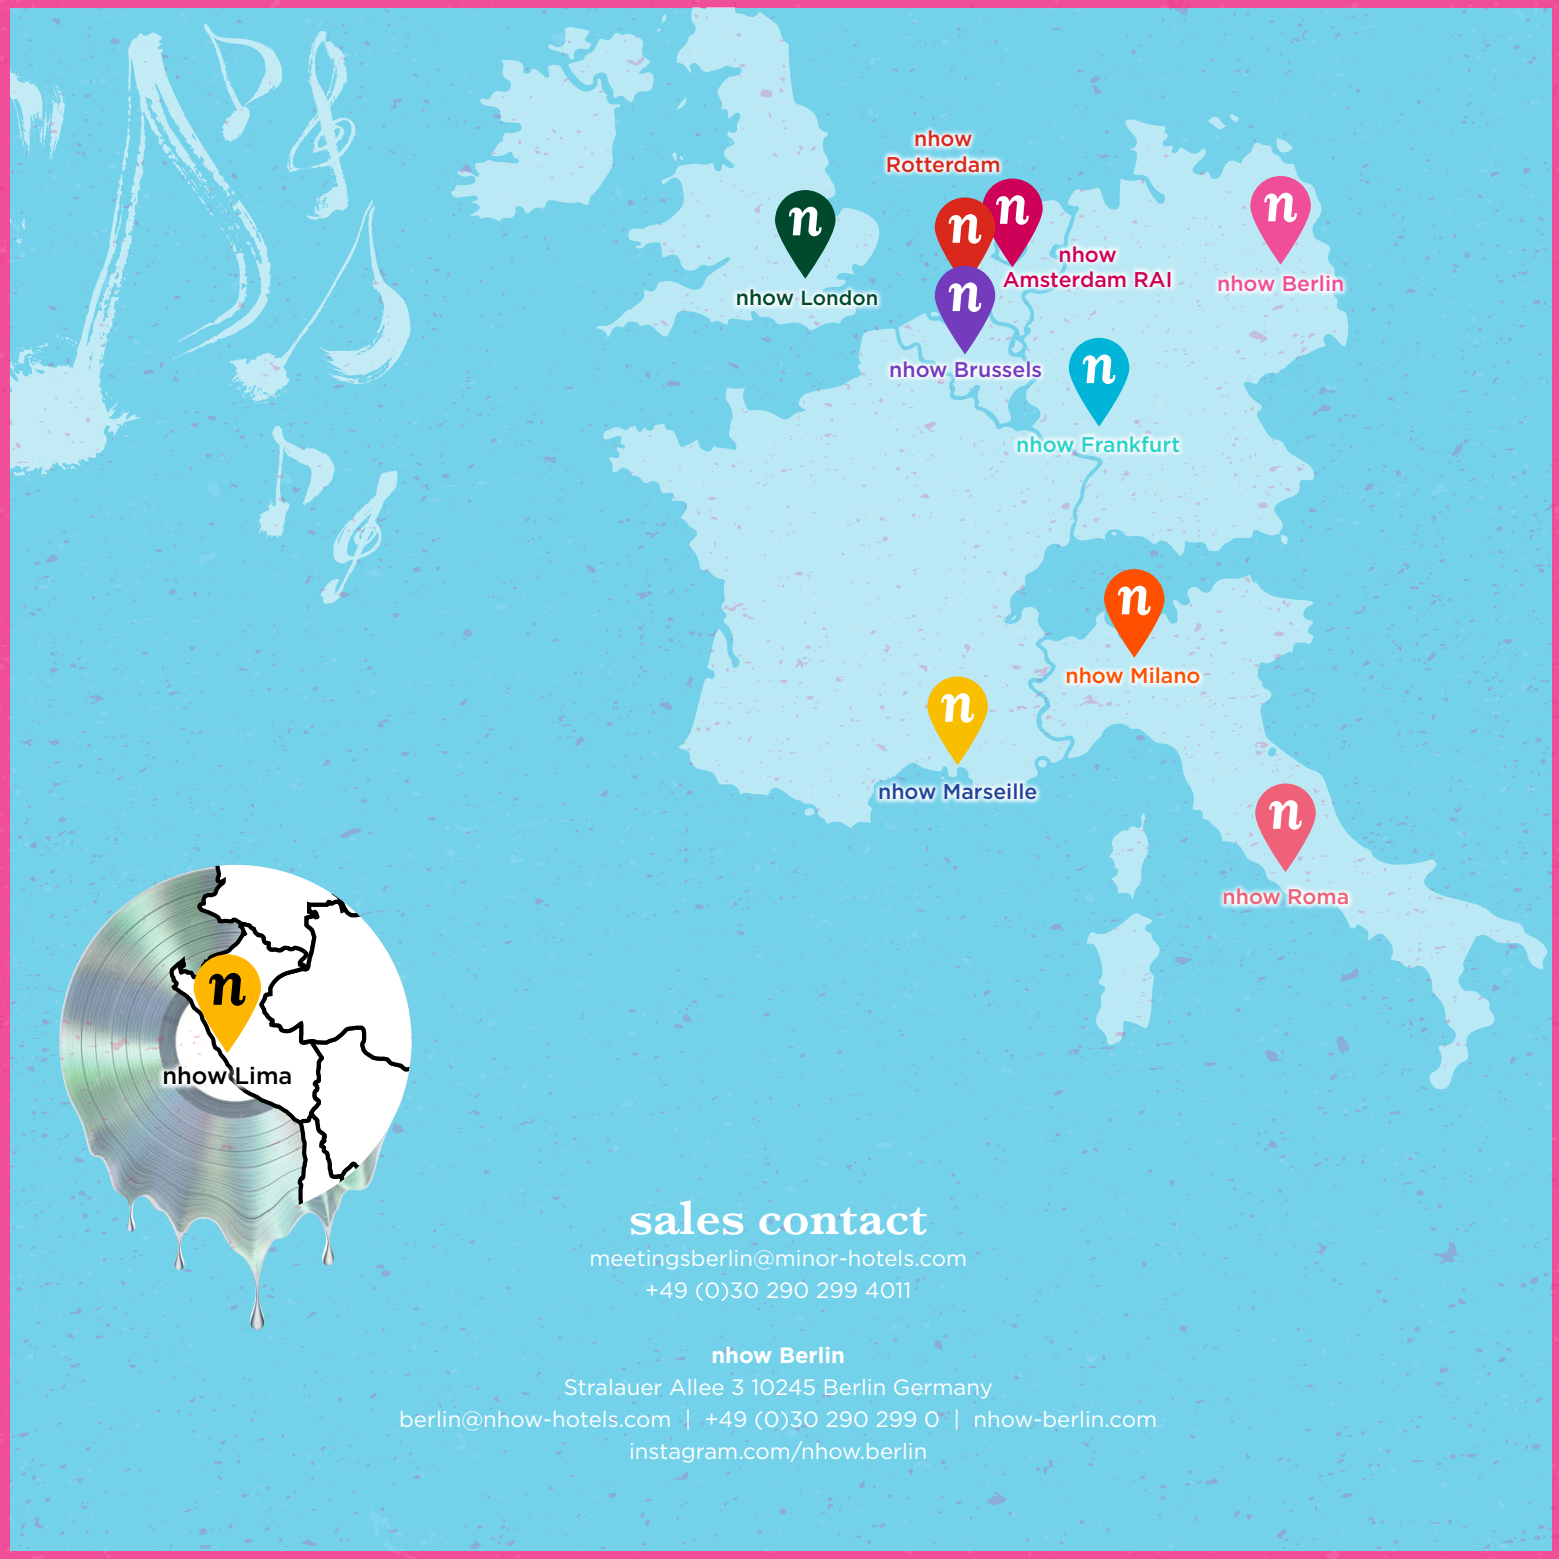 nhow
Rotterdam
n
n
n
n
nhow
Amsterdam RAI
nhow Berlin
nhow London
n
nhow Brussels
n
nhow Frankfurt
n
nhow Milano
n
nhow Marseille
n
nhow Roma
n
nhow Lima
sales contact
meetingsberlin@minor-hotels.com
+49 (0)30 290 299 4011
nhow Berlin
Stralauer Allee 3 10245 Berlin Germany
berlin@nhow-hotels.com | +49 (0)30 290 299 0 | nhow-berlin.com
instagram.com/nhow.berlin